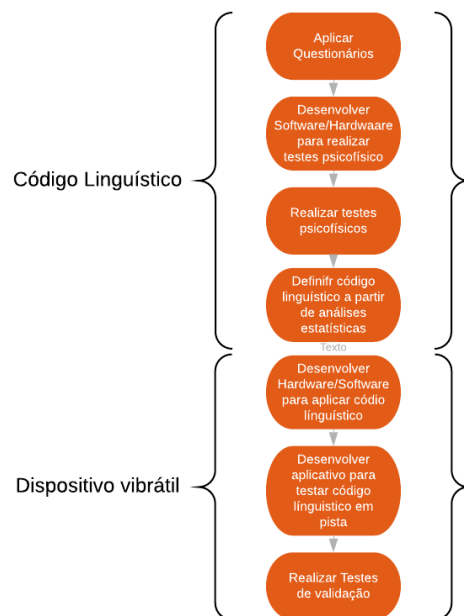 Aplicar
Questionários
Desenvolver
Software/Hardwaare
para realizar
testes psicofísico
Código Linguístico
Realizar testes
psicofísicos
Definifr código
linguístico a partir
de análises
estatísticas
Texto
Desenvolver
Hardware/Software
para aplicar códio
línguístico
Dispositivo vibrátil
Desenvolver
aplicativo para
testar código
línguistico em
pista
Realizar Testes
de validação